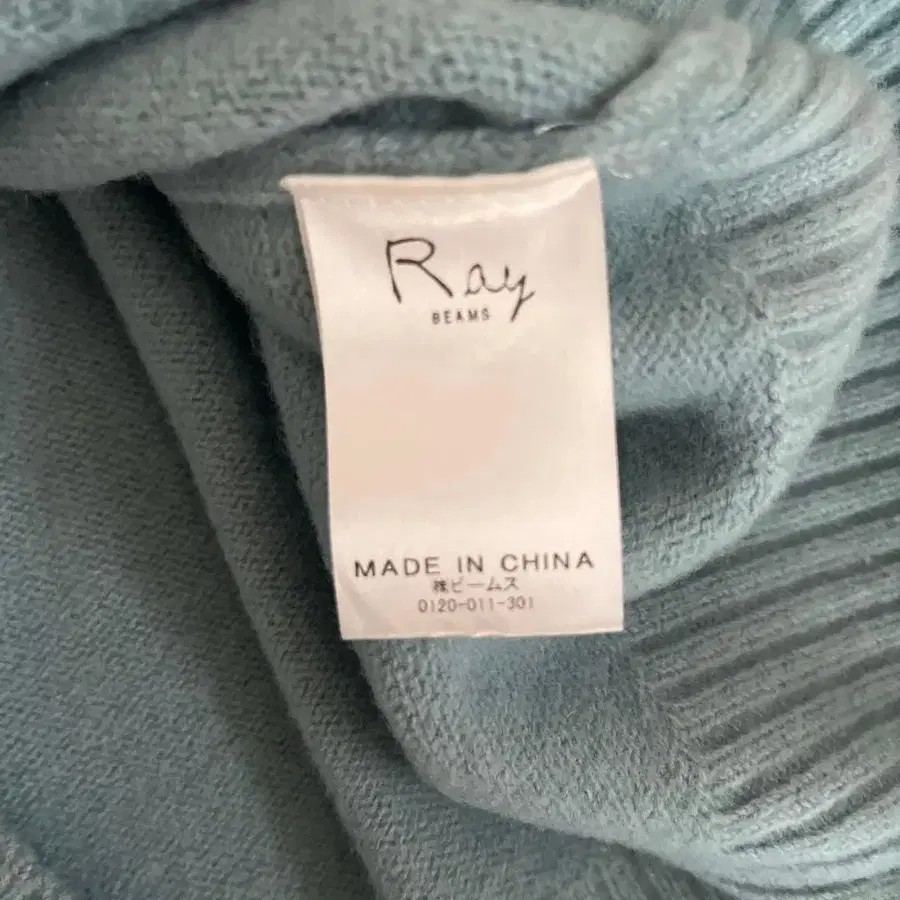 Ray
BEAMS
MADE IN CHINA
㈱ビームス
0120-011-301